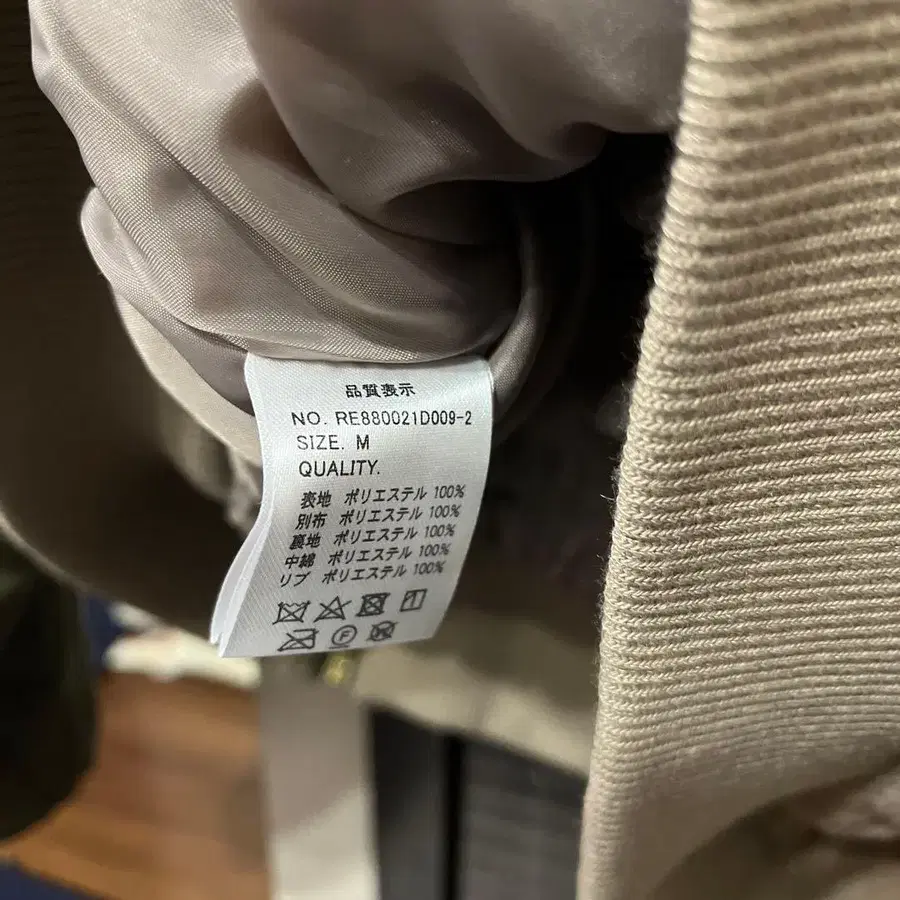 品質表示
NO. RE880021D009-2
SIZE. M
QUALITY.
表地 ポリエステル 100%
別布 ポリエステル 100%
裏地 ポリエステル 100%
中綿 ポリエステル 100%
リブ ポリエステル 100%